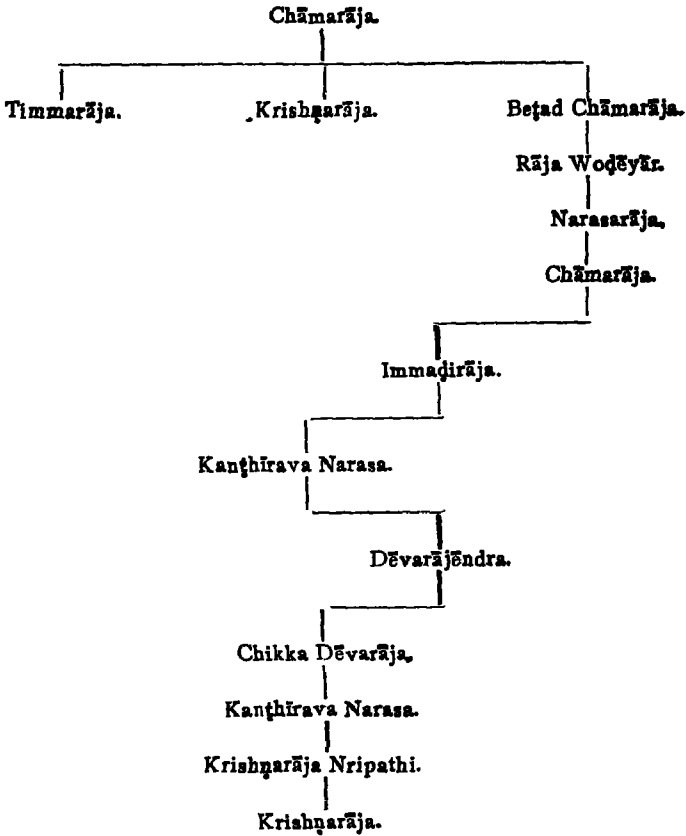 Chāmarāja.
Timmarāja. Krishṇarāja. Beṭad Chāmarāja.
Rāja Woḍēyār.
Narasarāja.
Chāmarāja.
Immaḍirāja.
Kanṭhīrava Narasa.
Dēvarājēndra.
Chikka Dēvarāja.
Kanṭhīrava Narasa.
Krishṇarāja Nripathi.
Krishṇarāja.